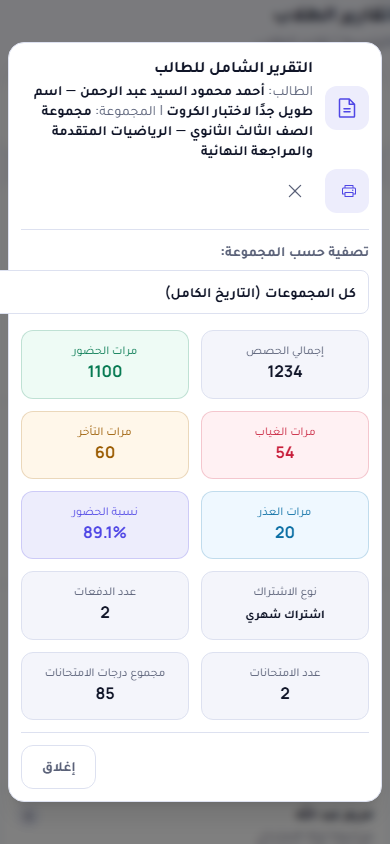 تقارير الطلاب
التقرير الشامل للطالب
الطالب: أحمد محمود السيد عبد الرحمن – اسم
طويل جدًا لاختبار الكروت | المجموعة: مجموعة
الصف الثالث الثانوي – الرياضيات المتقدمة
والمراجعة النهائية
تصفية حسب المجموعة:
كل المجموعات (التاريخ الكامل)
إجمالي الحصص
1234
مرات الحضور
1100
مرات الغياب
54
مرات التأخر
60
مرات العذر
20
نسبة الحضور
89.1%
نوع الاشتراك
اشتراك شهري
عدد الدفعات
2
عدد الامتحانات
2
مجموع درجات الامتحانات
85
إغلاق